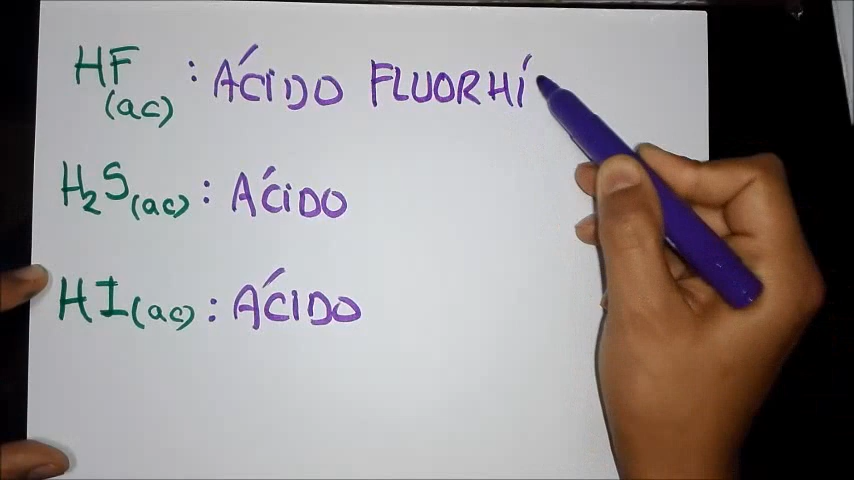 HF(ac) : ÁCIDO FLUORHÍ
H₂S(ac) : ÁCIDO
HI(ac) : ÁCIDO